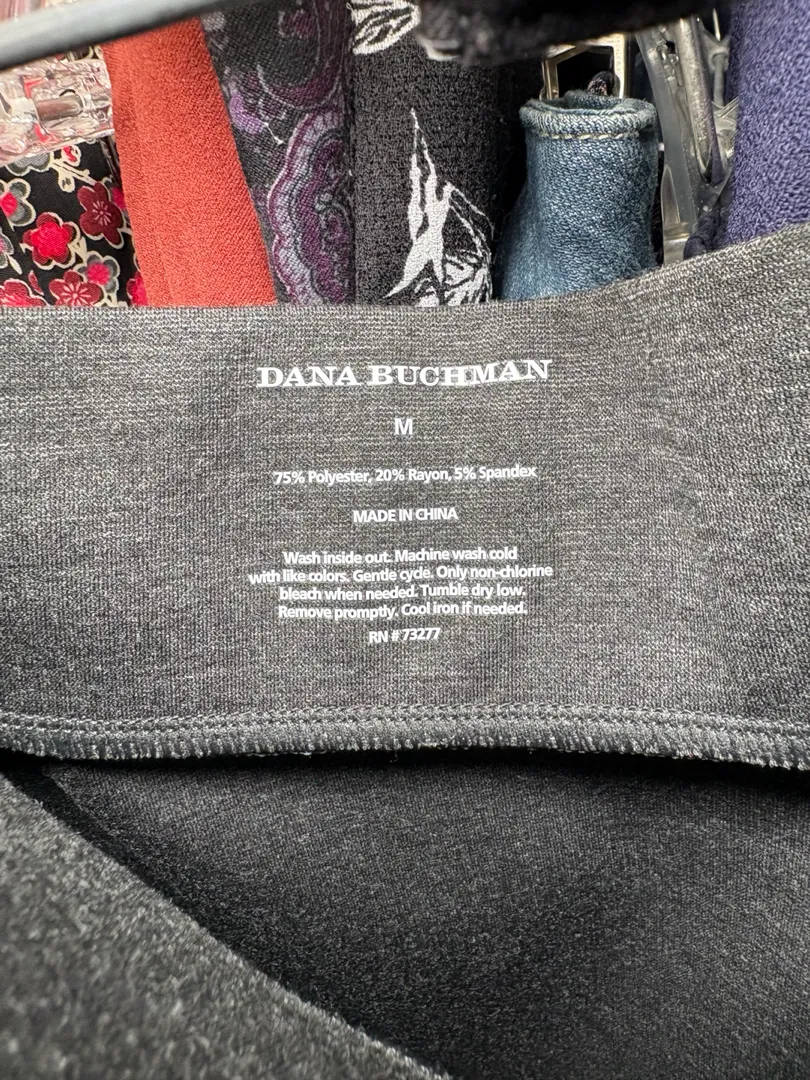 DANA BUCHMAN
M
75% Polyester, 20% Rayon, 5% Spandex
MADE IN CHINA
Wash inside out. Machine wash cold
with like colors. Gentle cycle. Only non-chlorine
bleach when needed. Tumble dry low.
Remove promptly. Cool iron if needed.
RN # 73277